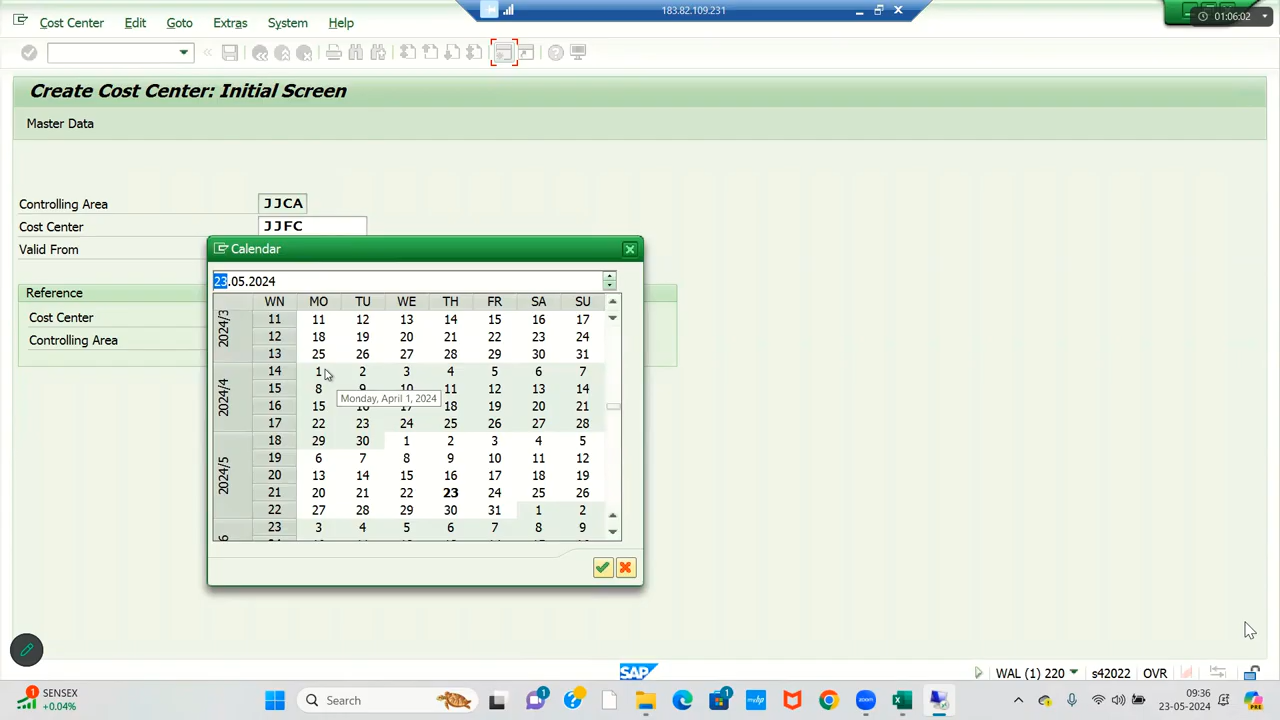 183.82.109.231
01:06:02
Cost Center Edit Goto Extras System Help
Create Cost Center: Initial Screen
Master Data
Controlling Area JJCA
Cost Center JJFC
Valid From
Reference
Cost Center
Controlling Area
Calendar
23.05.2024
WN MO TU WE TH FR SA SU
2024/3
11 11 12 13 14 15 16 17
12 18 19 20 21 22 23 24
13 25 26 27 28 29 30 31
2024/4
14 1 2 3 4 5 6 7
15 8 9 10 11 12 13 14
Monday, April 1, 2024
16 15 16 17 18 19 20 21
17 22 23 24 25 26 27 28
2024/5
18 29 30 1 2 3 4 5
19 6 7 8 9 10 11 12
20 13 14 15 16 17 18 19
21 20 21 22 23 24 25 26
22 27 28 29 30 31 1 2
23 3 4 5 6 7 8 9
SAP
WAL (1) 220 s42022 OVR
SENSEX
+0.04%
Search
09:36
23-05-2024